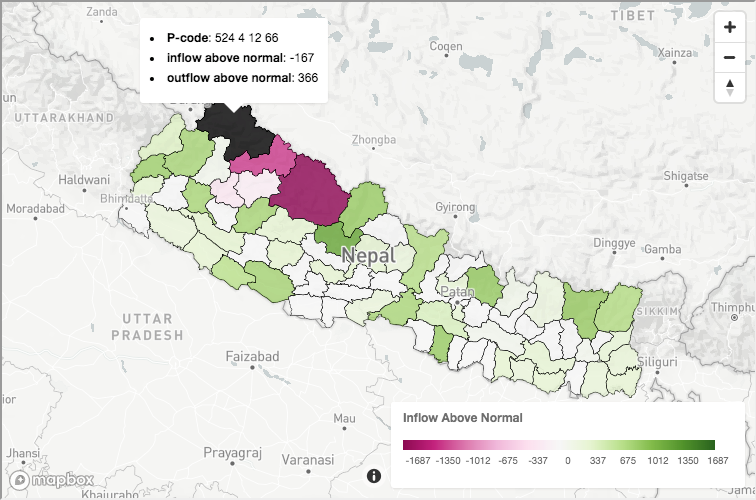 Zanda
TIBET
P-code: 524 4 12 66
inflow above normal: -167
outflow above normal: 366
Coqen
Xainza
UTTARAKHAND
Zhongba
Haldwani
Shigatse
Bhimdatta
Moradabad
Gyirong
Dinggye
Gamba
Nepal
Patan
SIKKIM
Thimphu
UTTAR
PRADESH
Siliguri
Faizabad
Inflow Above Normal
-1687 -1350 -1012 -675 -337 0 337 675 1012 1350 1687
Mau
Jhansi
Prayagraj
Varanasi
mapbox
Khajuraho